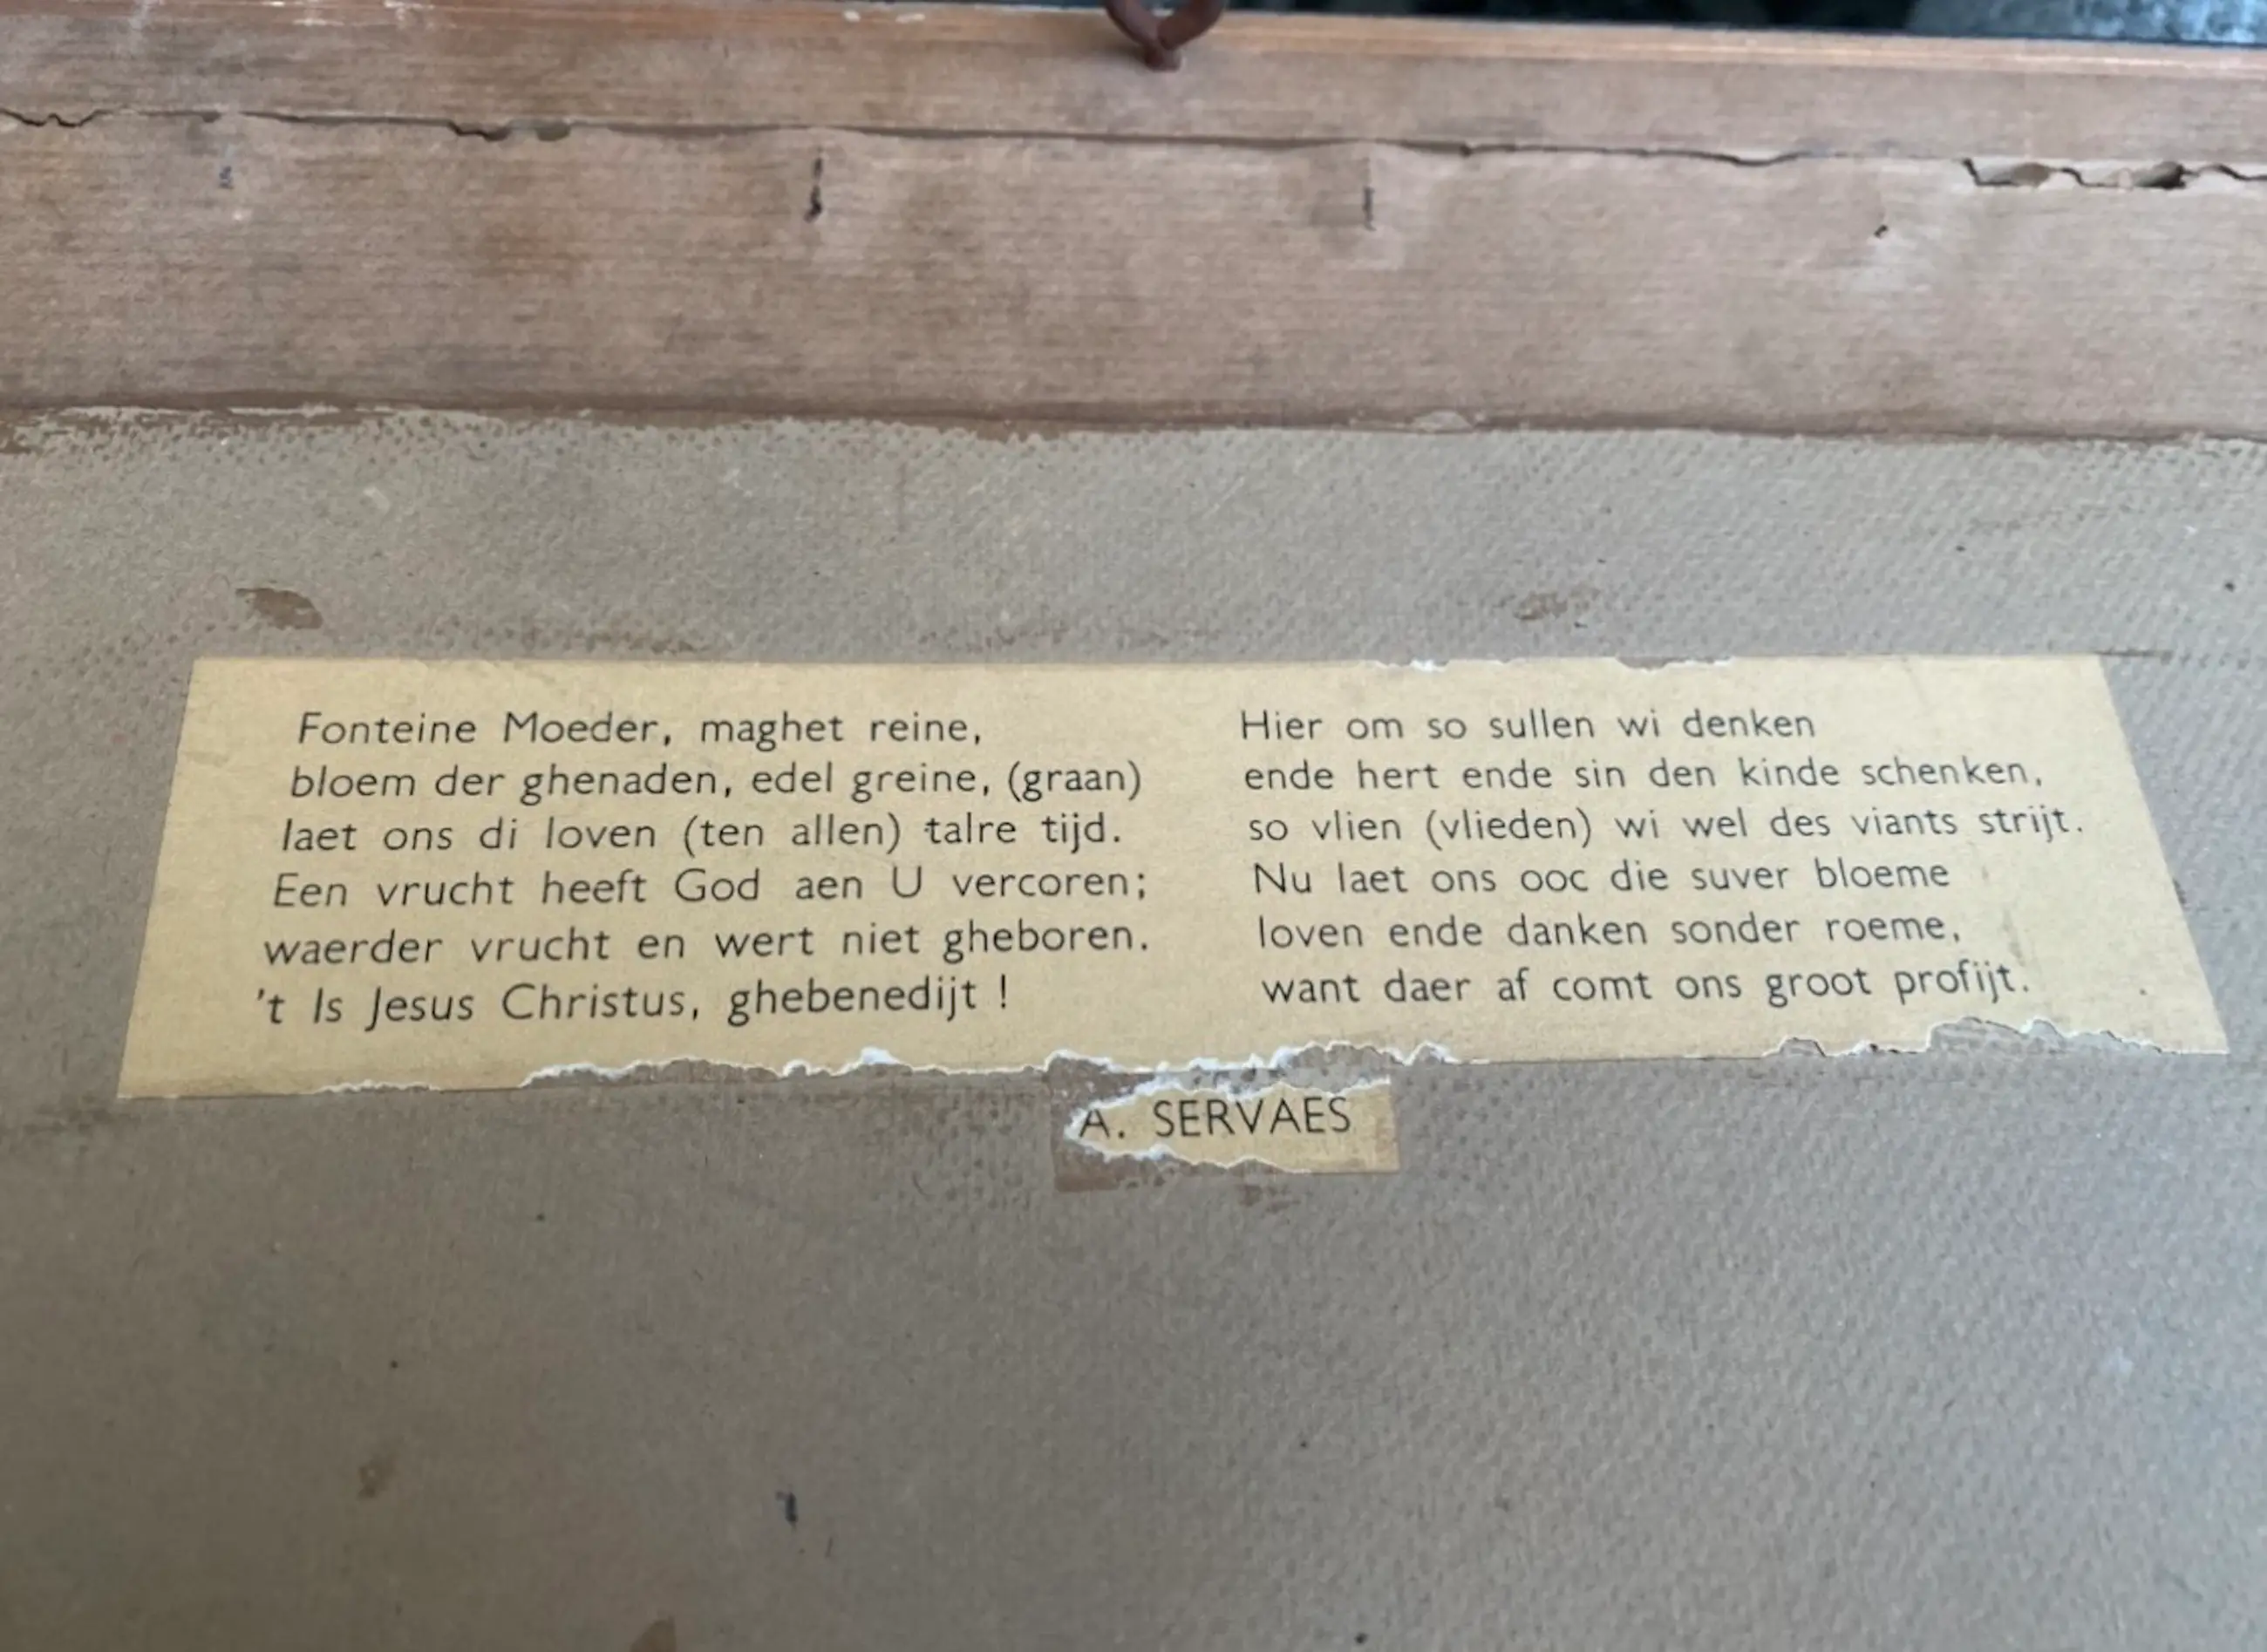 Fonteine Moeder, maghet reine,
bloem der ghenaden, edel greine, (graan)
laet ons di loven (ten allen) talre tijd.
Een vrucht heeft God aen U vercoren;
waerder vrucht en wert niet gheboren.
't Is Jesus Christus, ghebenedijt !
Hier om so sullen wi denken
ende hert ende sin den kinde schenken,
so vlien (vlieden) wi wel des viants strijt.
Nu laet ons ooc die suver bloeme
loven ende danken sonder roeme,
want daer af comt ons groot profijt.
A. SERVAES